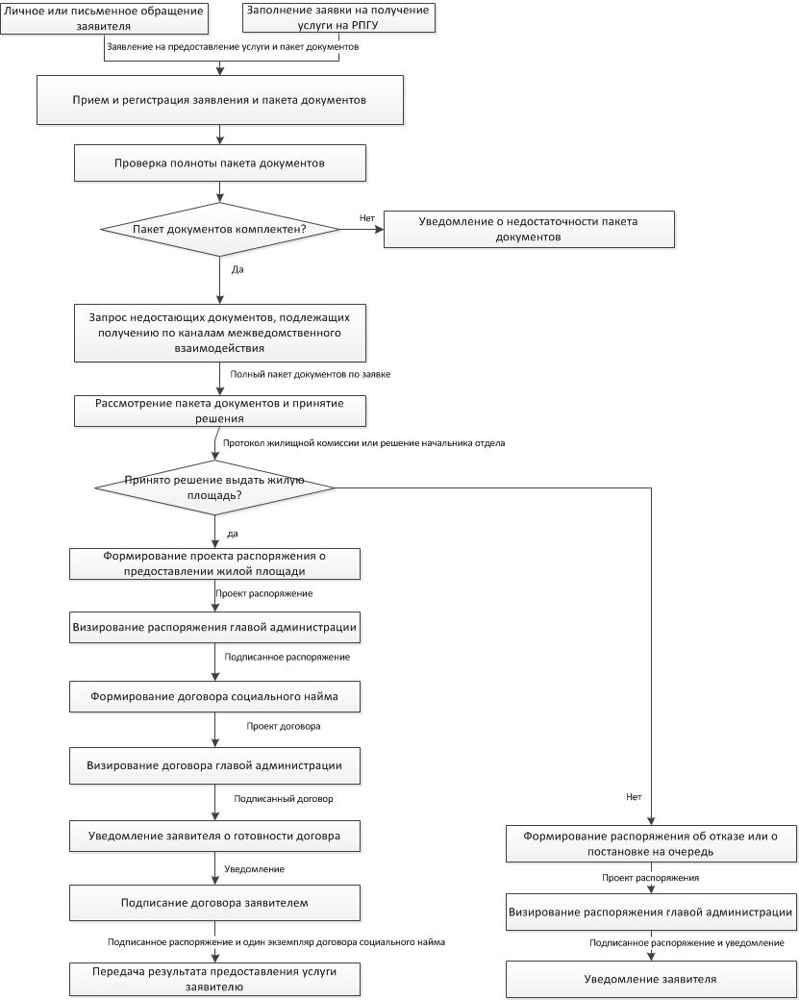 Личное или письменное обращение
заявителя
Заполнение заявки на получение
услуги на РПГУ
Заявление на предоставление услуги и пакет документов
Прием и регистрация заявления и пакета документов
Проверка полноты пакета документов
Пакет документов комплектен?
Нет
Уведомление о недостаточности пакета
документов
Да
Запрос недостающих документов, подлежащих
получению по каналам межведомственного
взаимодействия
Полный пакет документов по заявке
Рассмотрение пакета документов и принятие
решения
Протокол жилищной комиссии или решение начальника отдела
Принято решение выдать жилую
площадь?
да
Формирование проекта распоряжения о
предоставлении жилой площади
Проект распоряжение
Визирование распоряжения главой администрации
Подписанное распоряжение
Формирование договора социального найма
Проект договора
Визирование договора главой администрации
Подписанный договор
Уведомление заявителя о готовности договра
Уведомление
Подписание договора заявителем
Подписанное распоряжение и один экземпляр договора социального найма
Передача результата предоставления услуги
заявителю
Нет
Формирование распоряжения об отказе или о
постановке на очередь
Проект распоряжения
Визирование распоряжения главой администрации
Подписанное распоряжение и уведомление
Уведомление заявителя